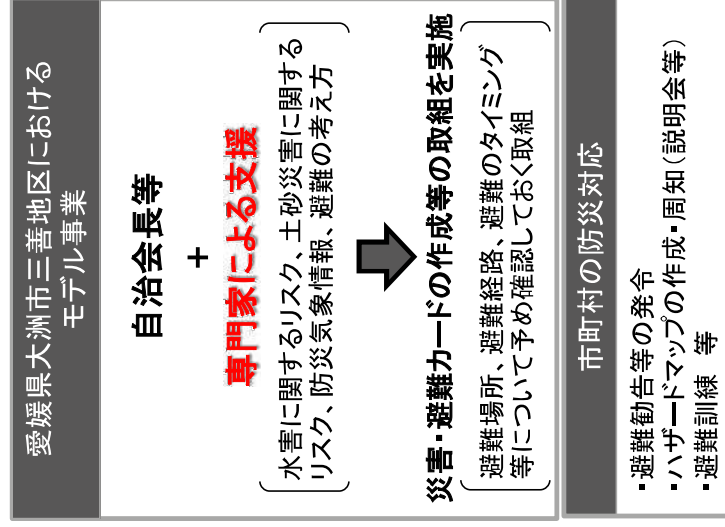 愛媛県大洲市三善地区における
モデル事業
自治会長等
+
専門家による支援
水害に関するリスク、土砂災害に関する
リスク、防災気象情報、避難の考え方
災害・避難カードの作成等の取組を実施
避難場所、避難経路、避難のタイミング
等について予め確認しておく取組
市町村の防災対応
▪避難勧告等の発令
▪ハザードマップの作成・周知(説明会等)
▪避難訓練 等